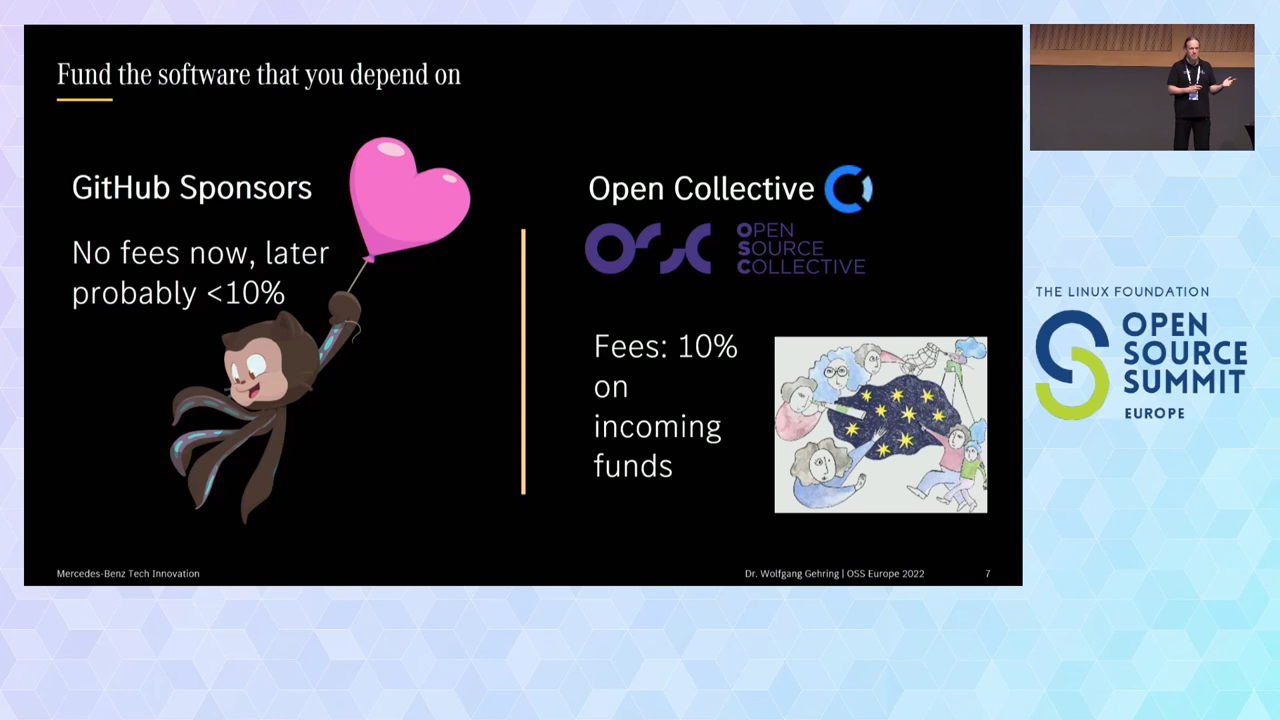 Fund the software that you depend on
GitHub Sponsors
No fees now, later
probably <10%
Open Collective
OSC
OPEN
SOURCE
COLLECTIVE
Fees: 10%
on
incoming
funds
Mercedes-Benz Tech Innovation
Dr. Wolfgang Gehring | OSS Europe 2022
7
THE LINUX FOUNDATION
OPEN
SOURCE
SUMMIT
EUROPE